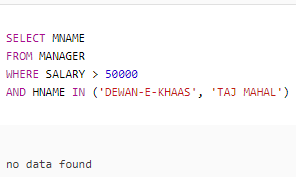 SELECT MNAME
FROM MANAGER
WHERE SALARY > 50000
AND HNAME IN ('DEWAN-E-KHAAS', 'TAJ MAHAL')
no data found